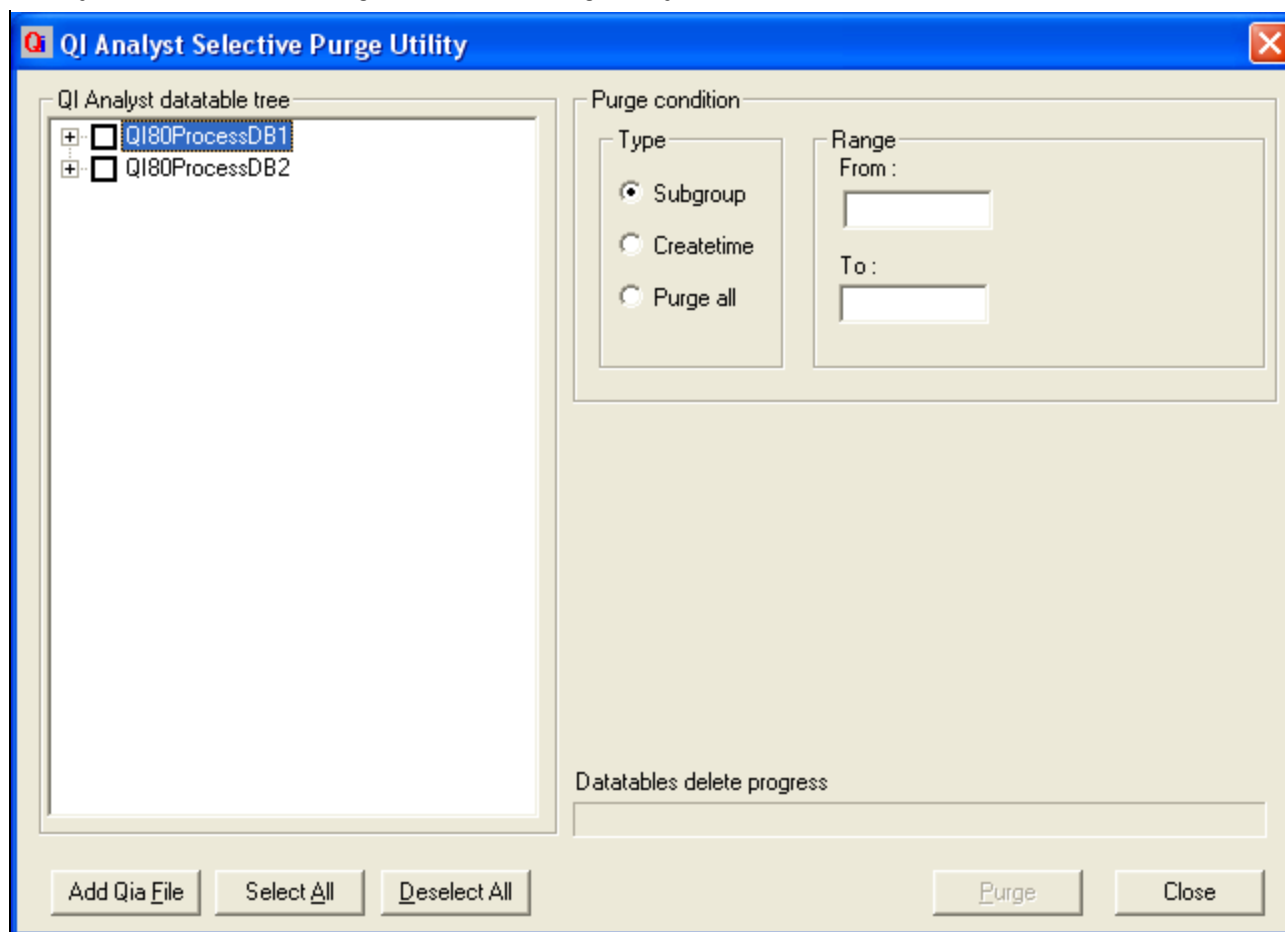 Qi QI Analyst Selective Purge Utility
QI Analyst datatable tree
QI80ProcessDB1
QI80ProcessDB2
Purge condition
Type
Subgroup
Createtime
Purge all
Range
From :
To :
Datatables delete progress
Add Qia File Select All Deselect All Purge Close